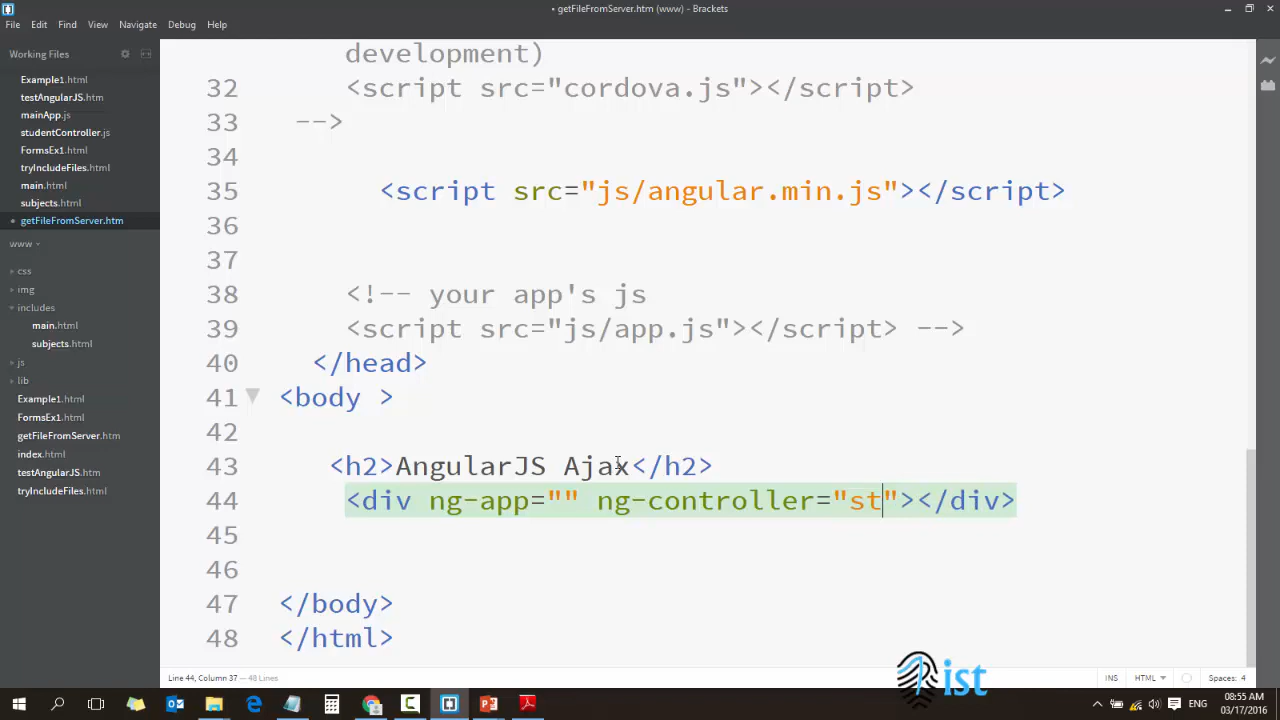 • getFileFromServer.htm (www) - Brackets
File Edit Find View Navigate Debug Help
Working Files
Example1.html
testAngularJS.htm
mainApp.js
studentController.js
FormsEx1.html
tryIncludeFiles.htm
main.html
subjects.html
• getFileFromServer.htm
www
css
img
includes
main.html
subjects.html
js
lib
Example1.html
FormsEx1.html
getFileFromServer.htm
index.html
testAngularJS.htm
tryIncludeFiles.html
development)
32 <script src="cordova.js"></script>
33 -->
34
35 <script src="js/angular.min.js"></script>
36
37
38 <!-- your app's js
39 <script src="js/app.js"></script> -->
40 </head>
41 <body >
42
43 <h2>AngularJS Ajax</h2>
44 <div ng-app="" ng-controller="st"></div>
45
46
47 </body>
48 </html>
Line 44, Column 37 — 48 Lines
INS HTML Spaces: 4
ist
ENG
08:55 AM
03/17/2016